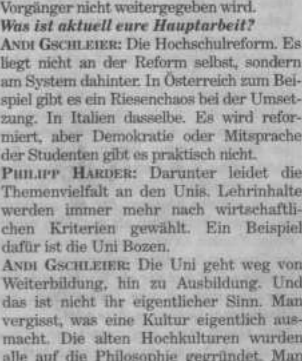 Vorgänger nicht weitergegeben wird.
Was ist aktuell eure Hauptarbeit?
ANDI GSCHLEIER: Die Hochschulreform. Es
liegt nicht an der Reform selbst, sondern
am System dahinter. In Österreich zum Bei-
spiel gibt es ein Riesenchaos bei der Umset-
zung. In Italien dasselbe. Es wird refor-
miert, aber Demokratie oder Mitsprache
der Studenten gibt es praktisch nicht.
PHILIPP HARDER: Darunter leidet die
Themenvielfalt an den Unis. Lehrinhalte
werden immer mehr nach wirtschaftli-
chen Kriterien gewählt. Ein Beispiel
dafür ist die Uni Bozen.
ANDI GSCHLEIER: Die Uni geht weg von
Weiterbildung, hin zu Ausbildung. Und
das ist nicht ihr eigentlicher Sinn. Man
vergisst, was eine Kultur eigentlich aus-
macht. Die alten Hochkulturen wurden
alle auf die Philosophie gegründet. Man